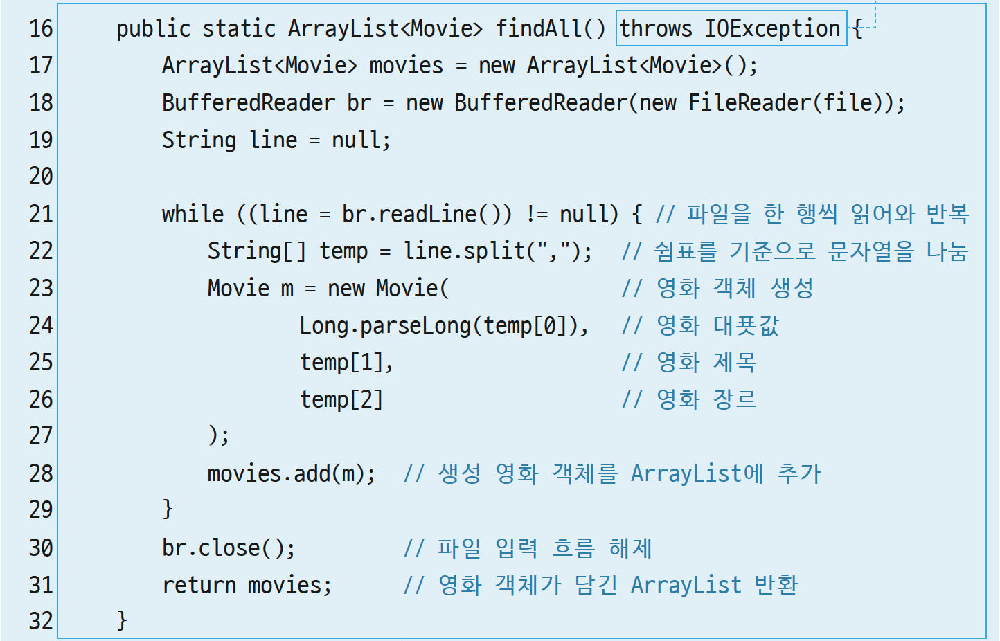 16 public static ArrayList<Movie> findAll() throws IOException {
17 ArrayList<Movie> movies = new ArrayList<Movie>();
18 BufferedReader br = new BufferedReader(new FileReader(file));
19 String line = null;
20
21 while ((line = br.readLine()) != null) { // 파일을 한 행씩 읽어와 반복
22 String[] temp = line.split(","); // 쉼표를 기준으로 문자열을 나눔
23 Movie m = new Movie( // 영화 객체 생성
24 Long.parseLong(temp[0]), // 영화 대푯값
25 temp[1], // 영화 제목
26 temp[2] // 영화 장르
27 );
28 movies.add(m); // 생성 영화 객체를 ArrayList에 추가
29 }
30 br.close(); // 파일 입력 흐름 해제
31 return movies; // 영화 객체가 담긴 ArrayList 반환
32 }